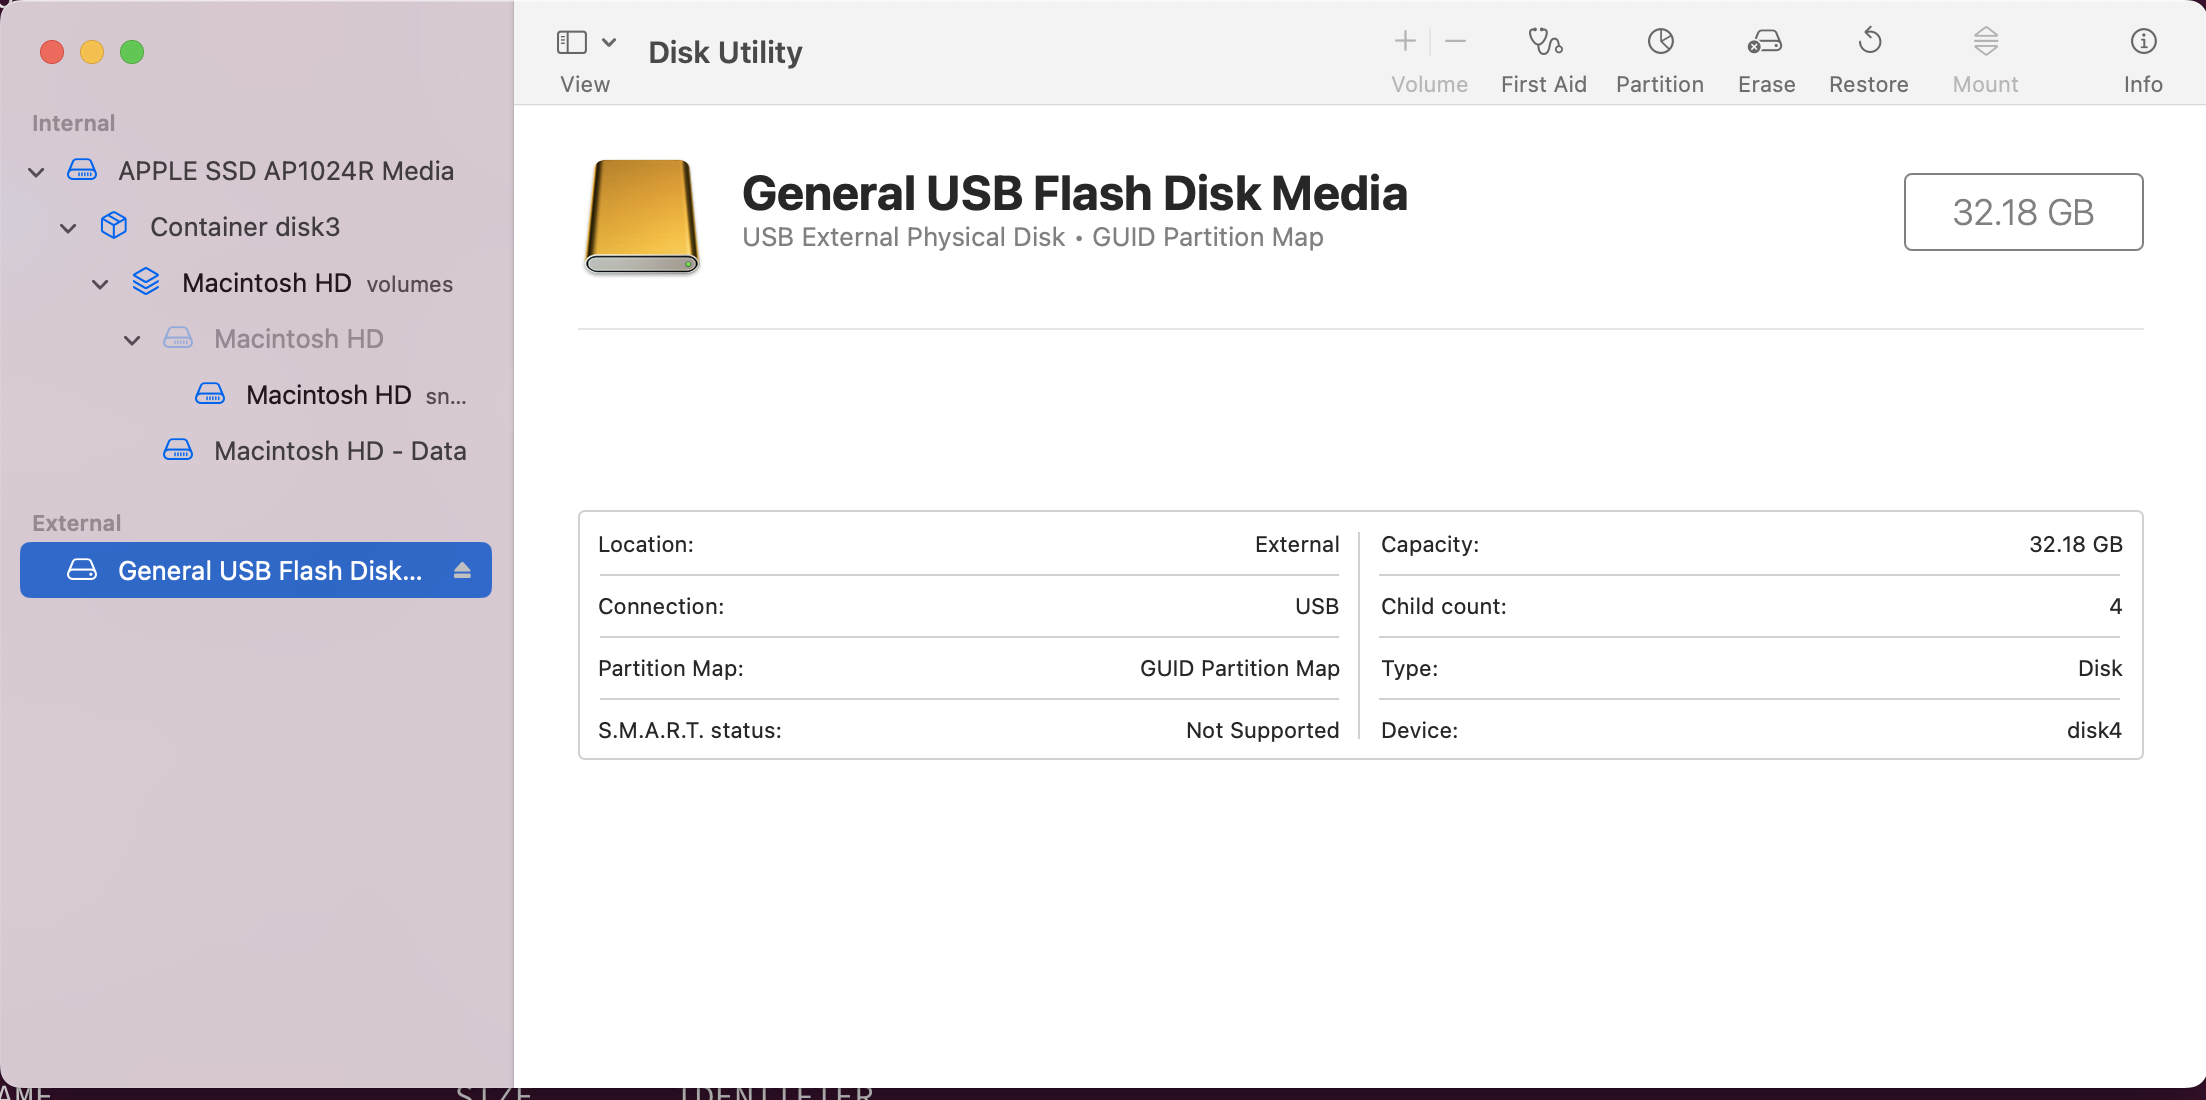 Internal
APPLE SSD AP1024R Media
Container disk3
Macintosh HD volumes
Macintosh HD
Macintosh HD sn...
Macintosh HD - Data
External
General USB Flash Disk...
View
Disk Utility
Volume
First Aid
Partition
Erase
Restore
Mount
Info
General USB Flash Disk Media
USB External Physical Disk • GUID Partition Map
32.18 GB
Location: External
Connection: USB
Partition Map: GUID Partition Map
S.M.A.R.T. status: Not Supported
Capacity: 32.18 GB
Child count: 4
Type: Disk
Device: disk4
AME SIZE IDENTIFIER